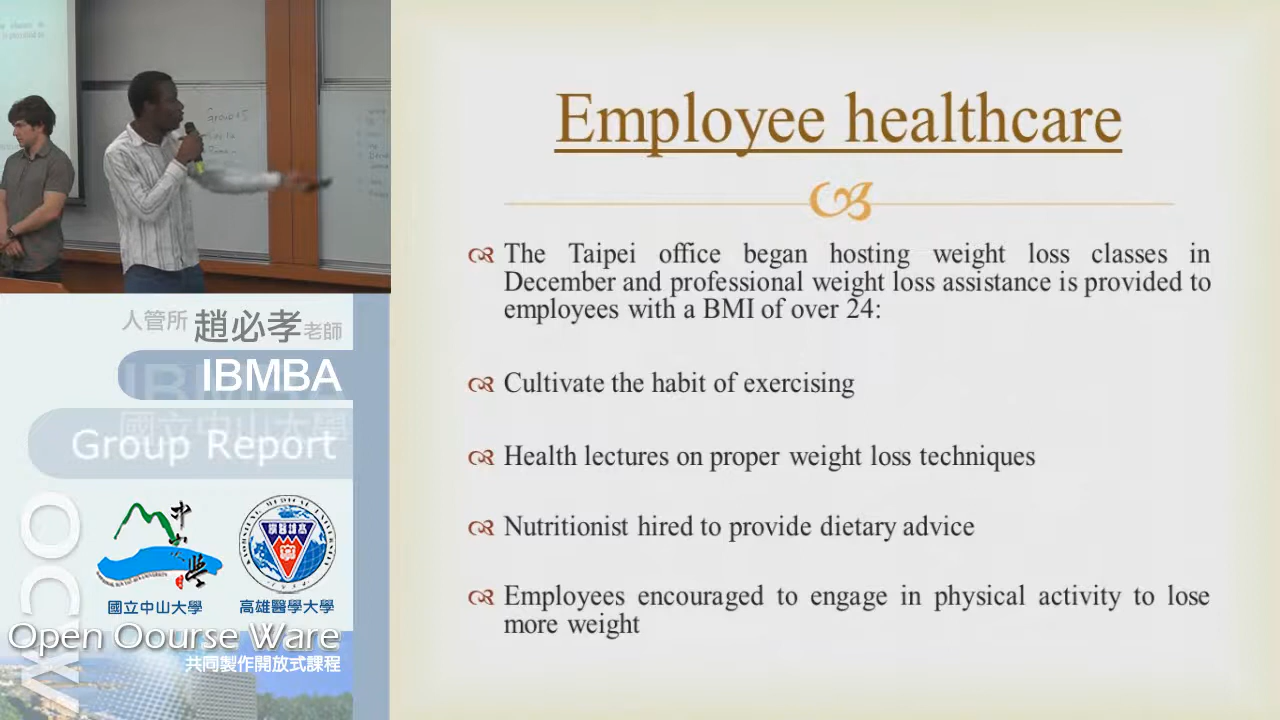 Employee healthcare
The Taipei office began hosting weight loss classes in
December and professional weight loss assistance is provided to
employees with a BMI of over 24:
Cultivate the habit of exercising
Health lectures on proper weight loss techniques
Nutritionist hired to provide dietary advice
Employees encouraged to engage in physical activity to lose
more weight
人管所 趙必孝老師
IBMBA
國立中山大學
Group Report
國立中山大學
高雄醫學大學
Open Oourse Ware
共同製作開放式課程
OCW